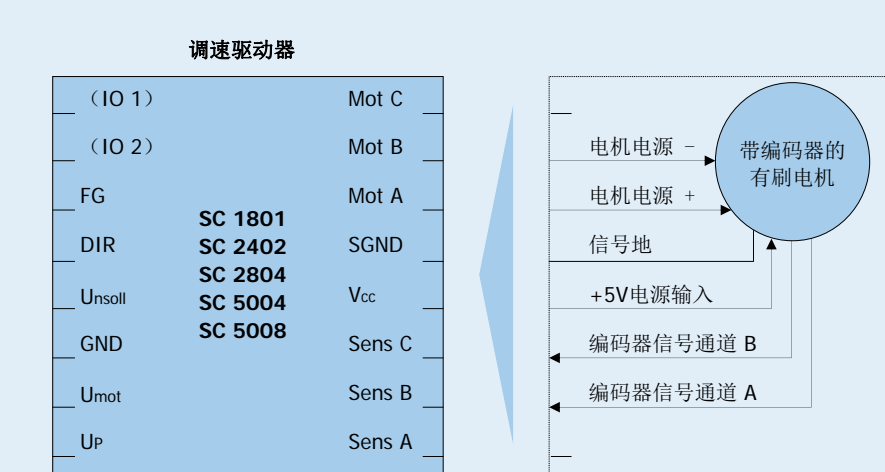 调速驱动器
（IO 1）
（IO 2）
FG
DIR
Unsoll
GND
Umot
UP
SC 1801
SC 2402
SC 2804
SC 5004
SC 5008
Mot C
Mot B
Mot A
SGND
Vcc
Sens C
Sens B
Sens A
电机电源 -
电机电源 +
信号地
+5V电源输入
编码器信号通道 B
编码器信号通道 A
带编码器的
有刷电机